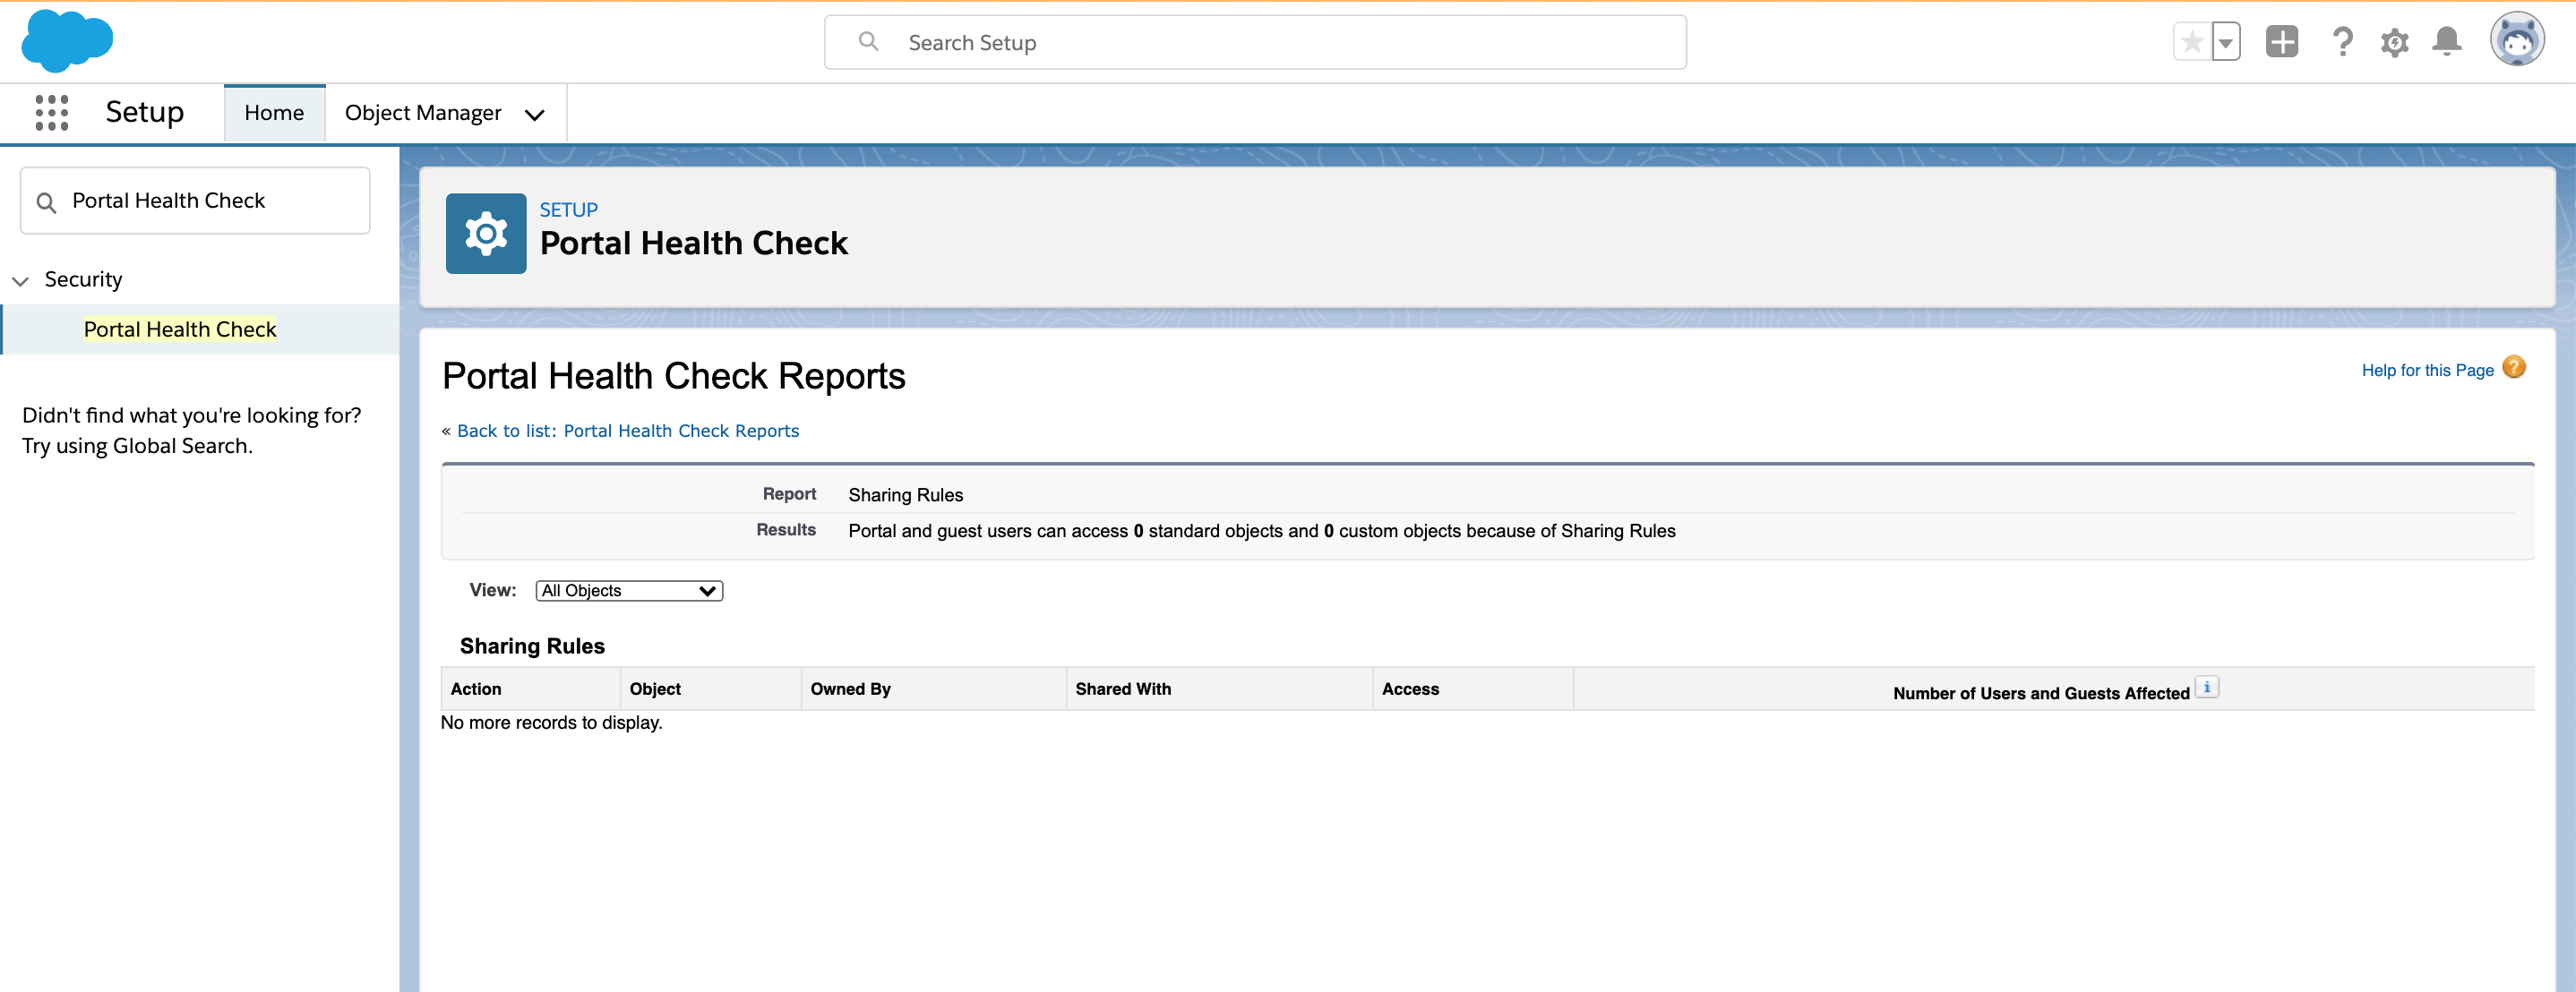 Search Setup
Setup
Home
Object Manager
Portal Health Check
Security
Portal Health Check
Didn't find what you're looking for?
Try using Global Search.
SETUP
Portal Health Check
Portal Health Check Reports
Help for this Page ?
« Back to list: Portal Health Check Reports
Report Sharing Rules
Results Portal and guest users can access 0 standard objects and 0 custom objects because of Sharing Rules
View: All Objects
Sharing Rules
Action Object Owned By Shared With Access Number of Users and Guests Affected i
No more records to display.